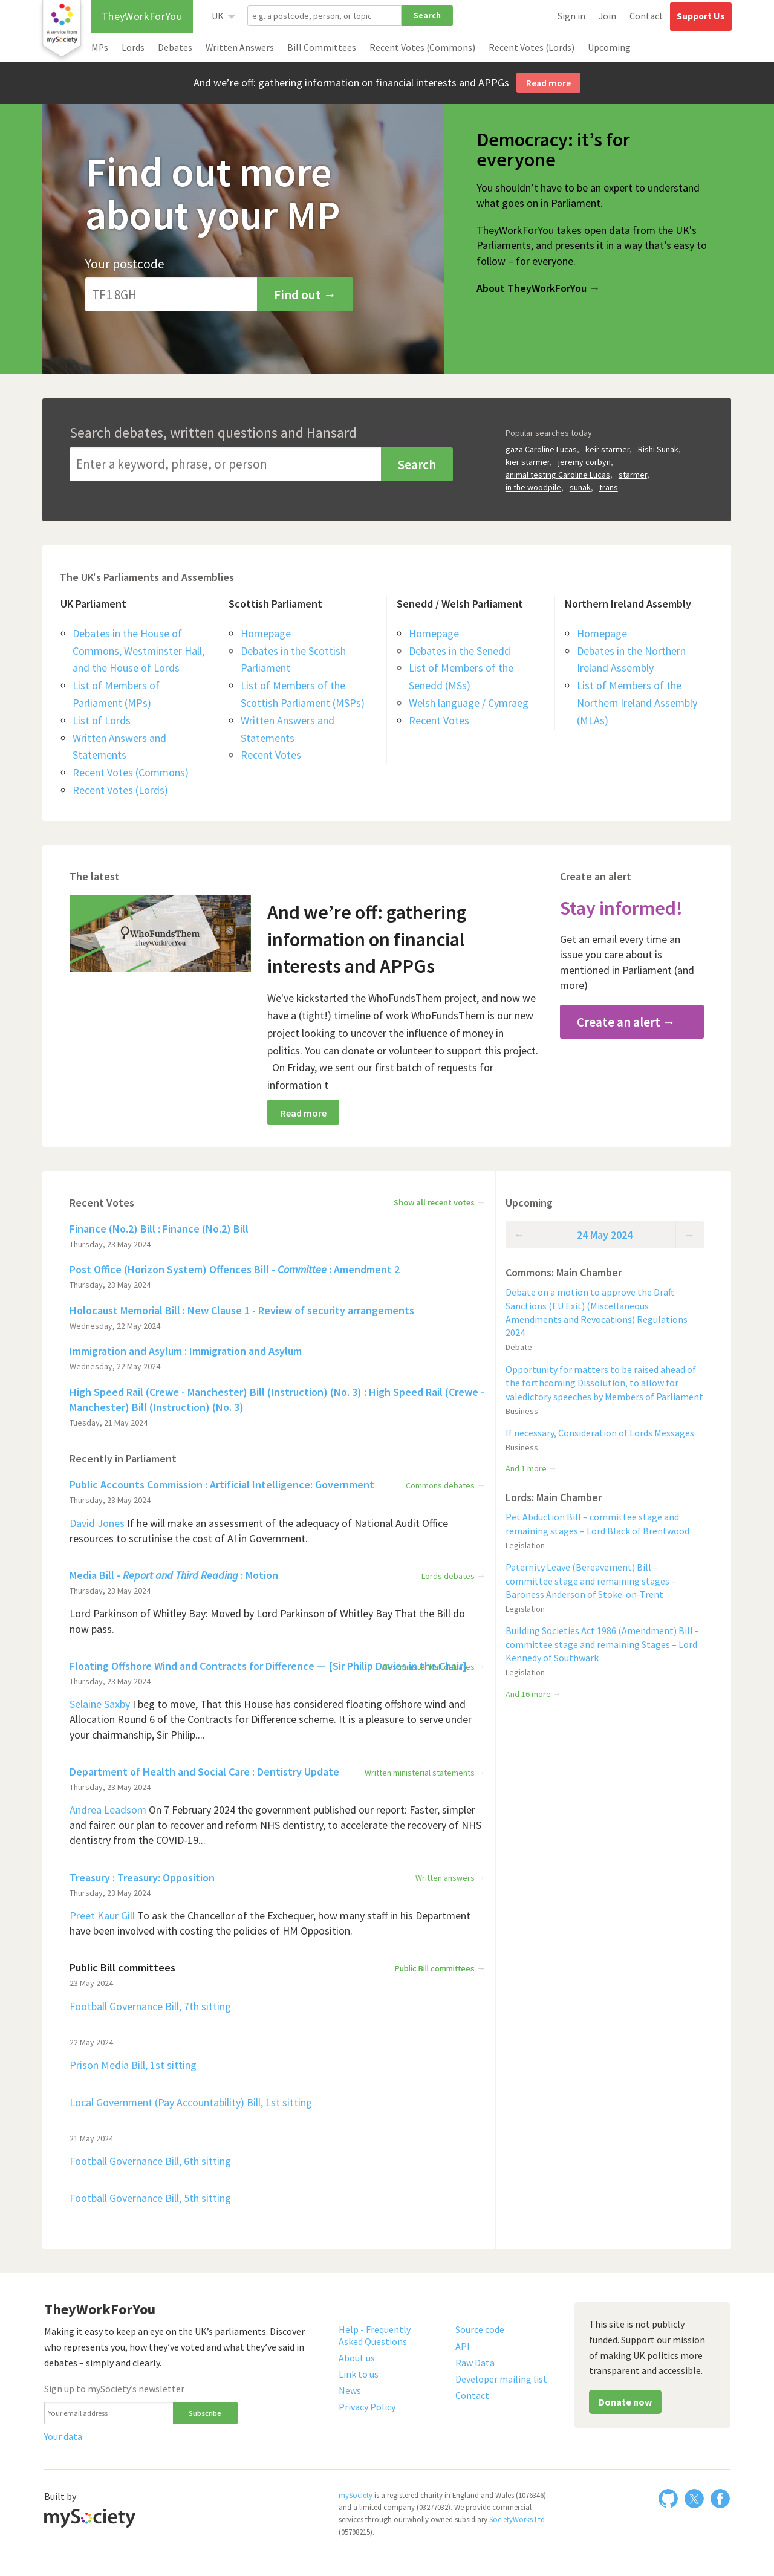 A service from
mySociety
TheyWorkForYou
UK
e.g. a postcode, person, or topic
Search
Sign in
Join
Contact
Support Us
MPs
Lords
Debates
Written Answers
Bill Committees
Recent Votes (Commons)
Recent Votes (Lords)
Upcoming
And we’re off: gathering information on financial interests and APPGs
Read more
Find out more
about your MP
Your postcode
TF1 8GH
Find out →
Democracy: it’s for
everyone
You shouldn’t have to be an expert to understand
what goes on in Parliament.
TheyWorkForYou takes open data from the UK’s
Parliaments, and presents it in a way that’s easy to
follow – for everyone.
About TheyWorkForYou →
Search debates, written questions and Hansard
Enter a keyword, phrase, or person
Search
Popular searches today
gaza Caroline Lucas, keir starmer, Rishi Sunak,
kier starmer, jeremy corbyn,
animal testing Caroline Lucas, starmer,
in the woodpile, sunak, trans
The UK's Parliaments and Assemblies
UK Parliament
Debates in the House of
Commons, Westminster Hall,
and the House of Lords
List of Members of
Parliament (MPs)
List of Lords
Written Answers and
Statements
Recent Votes (Commons)
Recent Votes (Lords)
Scottish Parliament
Homepage
Debates in the Scottish
Parliament
List of Members of the
Scottish Parliament (MSPs)
Written Answers and
Statements
Recent Votes
Senedd / Welsh Parliament
Homepage
Debates in the Senedd
List of Members of the
Senedd (MSs)
Welsh language / Cymraeg
Recent Votes
Northern Ireland Assembly
Homepage
Debates in the Northern
Ireland Assembly
List of Members of the
Northern Ireland Assembly
(MLAs)
The latest
WhoFundsThem
TheyWorkForYou
And we’re off: gathering
information on financial
interests and APPGs
We've kickstarted the WhoFundsThem project, and now we
have a (tight!) timeline of work WhoFundsThem is our new
project looking to uncover the influence of money in
politics. You can donate or volunteer to support this project.
On Friday, we sent our first batch of requests for
information t
Read more
Create an alert
Stay informed!
Get an email every time an
issue you care about is
mentioned in Parliament (and
more)
Create an alert →
Recent Votes
Show all recent votes →
Finance (No.2) Bill : Finance (No.2) Bill
Thursday, 23 May 2024
Post Office (Horizon System) Offences Bill - Committee : Amendment 2
Thursday, 23 May 2024
Holocaust Memorial Bill : New Clause 1 - Review of security arrangements
Wednesday, 22 May 2024
Immigration and Asylum : Immigration and Asylum
Wednesday, 22 May 2024
High Speed Rail (Crewe - Manchester) Bill (Instruction) (No. 3) : High Speed Rail (Crewe -
Manchester) Bill (Instruction) (No. 3)
Tuesday, 21 May 2024
Recently in Parliament
Public Accounts Commission : Artificial Intelligence: Government
Commons debates →
Thursday, 23 May 2024
David Jones If he will make an assessment of the adequacy of National Audit Office
resources to scrutinise the cost of AI in Government.
Media Bill - Report and Third Reading : Motion
Lords debates →
Thursday, 23 May 2024
Lord Parkinson of Whitley Bay: Moved by Lord Parkinson of Whitley Bay That the Bill do
now pass.
Floating Offshore Wind and Contracts for Difference — [Sir Philip Davies in the Chair]
Thursday, 23 May 2024
Selaine Saxby I beg to move, That this House has considered floating offshore wind and
Allocation Round 6 of the Contracts for Difference scheme. It is a pleasure to serve under
your chairmanship, Sir Philip....
Department of Health and Social Care : Dentistry Update
Written ministerial statements →
Thursday, 23 May 2024
Andrea Leadsom On 7 February 2024 the government published our report: Faster, simpler
and fairer: our plan to recover and reform NHS dentistry, to accelerate the recovery of NHS
dentistry from the COVID-19...
Treasury : Treasury: Opposition
Written answers →
Thursday, 23 May 2024
Preet Kaur Gill To ask the Chancellor of the Exchequer, how many staff in his Department
have been involved with costing the policies of HM Opposition.
Public Bill committees
Public Bill committees →
23 May 2024
Football Governance Bill, 7th sitting
22 May 2024
Prison Media Bill, 1st sitting
Local Government (Pay Accountability) Bill, 1st sitting
21 May 2024
Football Governance Bill, 6th sitting
Football Governance Bill, 5th sitting
Upcoming
← 24 May 2024 →
Commons: Main Chamber
Debate on a motion to approve the Draft
Sanctions (EU Exit) (Miscellaneous
Amendments and Revocations) Regulations
2024
Debate
Opportunity for matters to be raised ahead of
the forthcoming Dissolution, to allow for
valedictory speeches by Members of Parliament
Business
If necessary, Consideration of Lords Messages
Business
And 1 more →
Lords: Main Chamber
Pet Abduction Bill – committee stage and
remaining stages – Lord Black of Brentwood
Legislation
Paternity Leave (Bereavement) Bill –
committee stage and remaining stages –
Baroness Anderson of Stoke-on-Trent
Legislation
Building Societies Act 1986 (Amendment) Bill -
committee stage and remaining Stages – Lord
Kennedy of Southwark
Legislation
And 16 more →
TheyWorkForYou
Making it easy to keep an eye on the UK’s parliaments. Discover
who represents you, how they’ve voted and what they’ve said in
debates – simply and clearly.
Sign up to mySociety’s newsletter
Your email address
Subscribe
Your data
Help - Frequently
Asked Questions
About us
Link to us
News
Privacy Policy
Source code
API
Raw Data
Developer mailing list
Contact
This site is not publicly
funded. Support our mission
of making UK politics more
transparent and accessible.
Donate now
Built by
mySociety
mySociety is a registered charity in England and Wales (1076346)
and a limited company (03277032). We provide commercial
services through our wholly owned subsidiary SocietyWorks Ltd
(05798215).